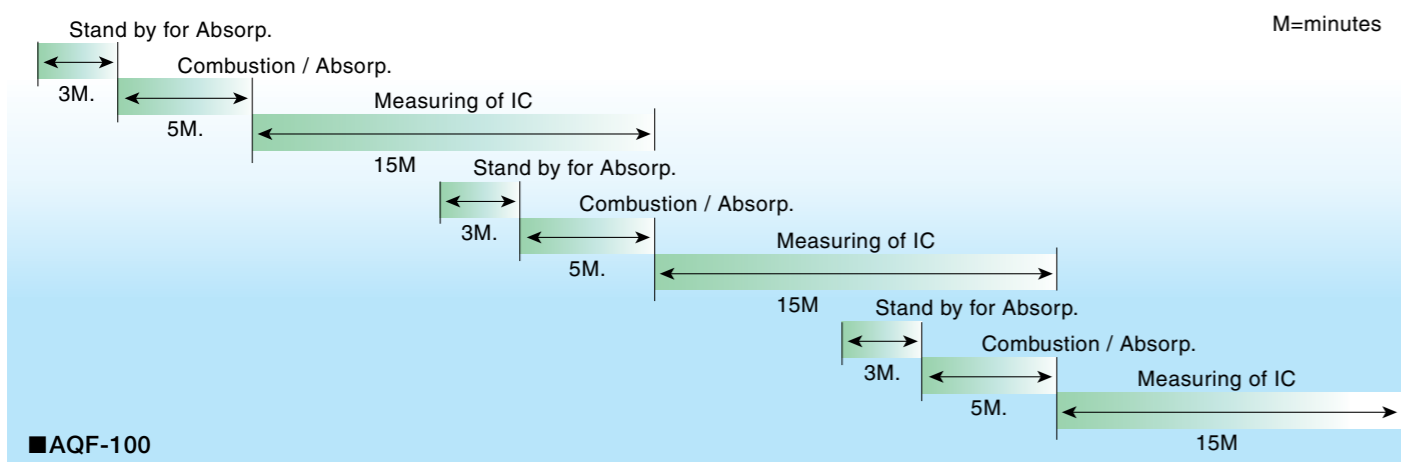 M=minutes
Stand by for Absorp.
3M.
Combustion / Absorp.
5M.
Measuring of IC
15M
Stand by for Absorp.
3M.
Combustion / Absorp.
5M.
Measuring of IC
15M
Stand by for Absorp.
3M.
Combustion / Absorp.
5M.
Measuring of IC
15M
■AQF-100